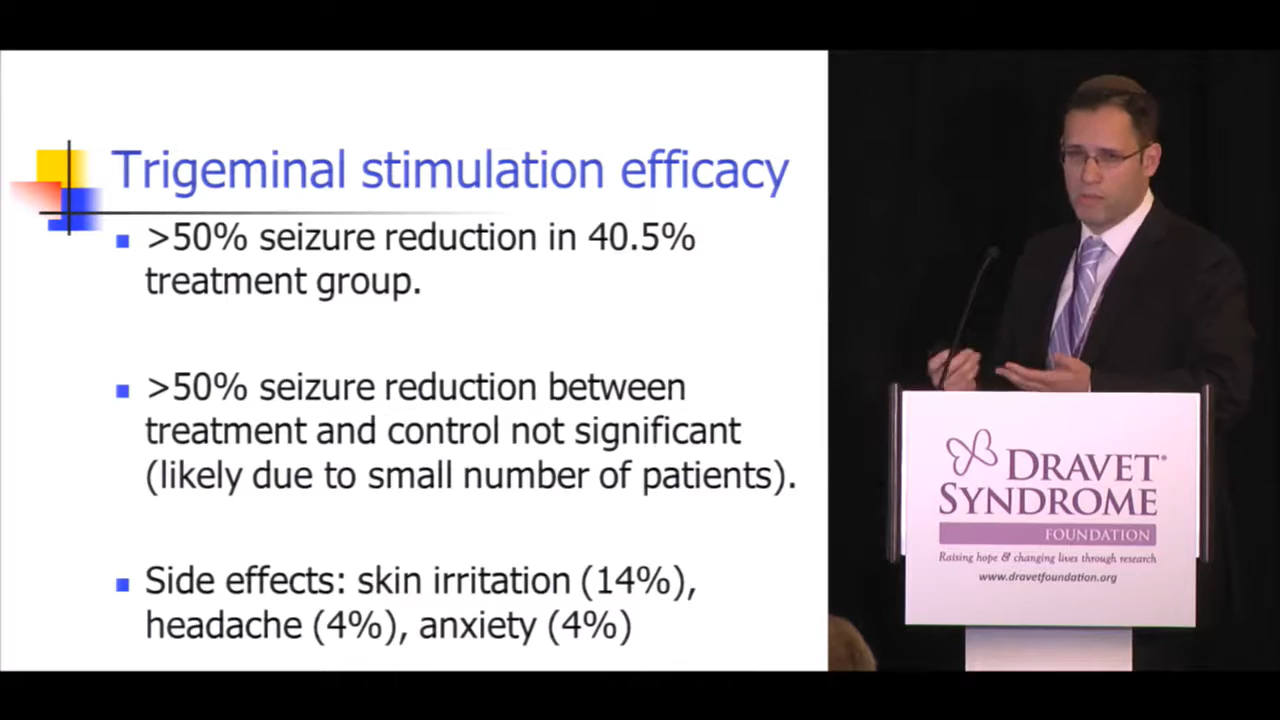 Trigeminal stimulation efficacy
>50% seizure reduction in 40.5%
treatment group.
>50% seizure reduction between
treatment and control not significant
(likely due to small number of patients).
Side effects: skin irritation (14%),
headache (4%), anxiety (4%)
DRAVET®
SYNDROME
FOUNDATION
Raising hope & changing lives through research
www.dravetfoundation.org